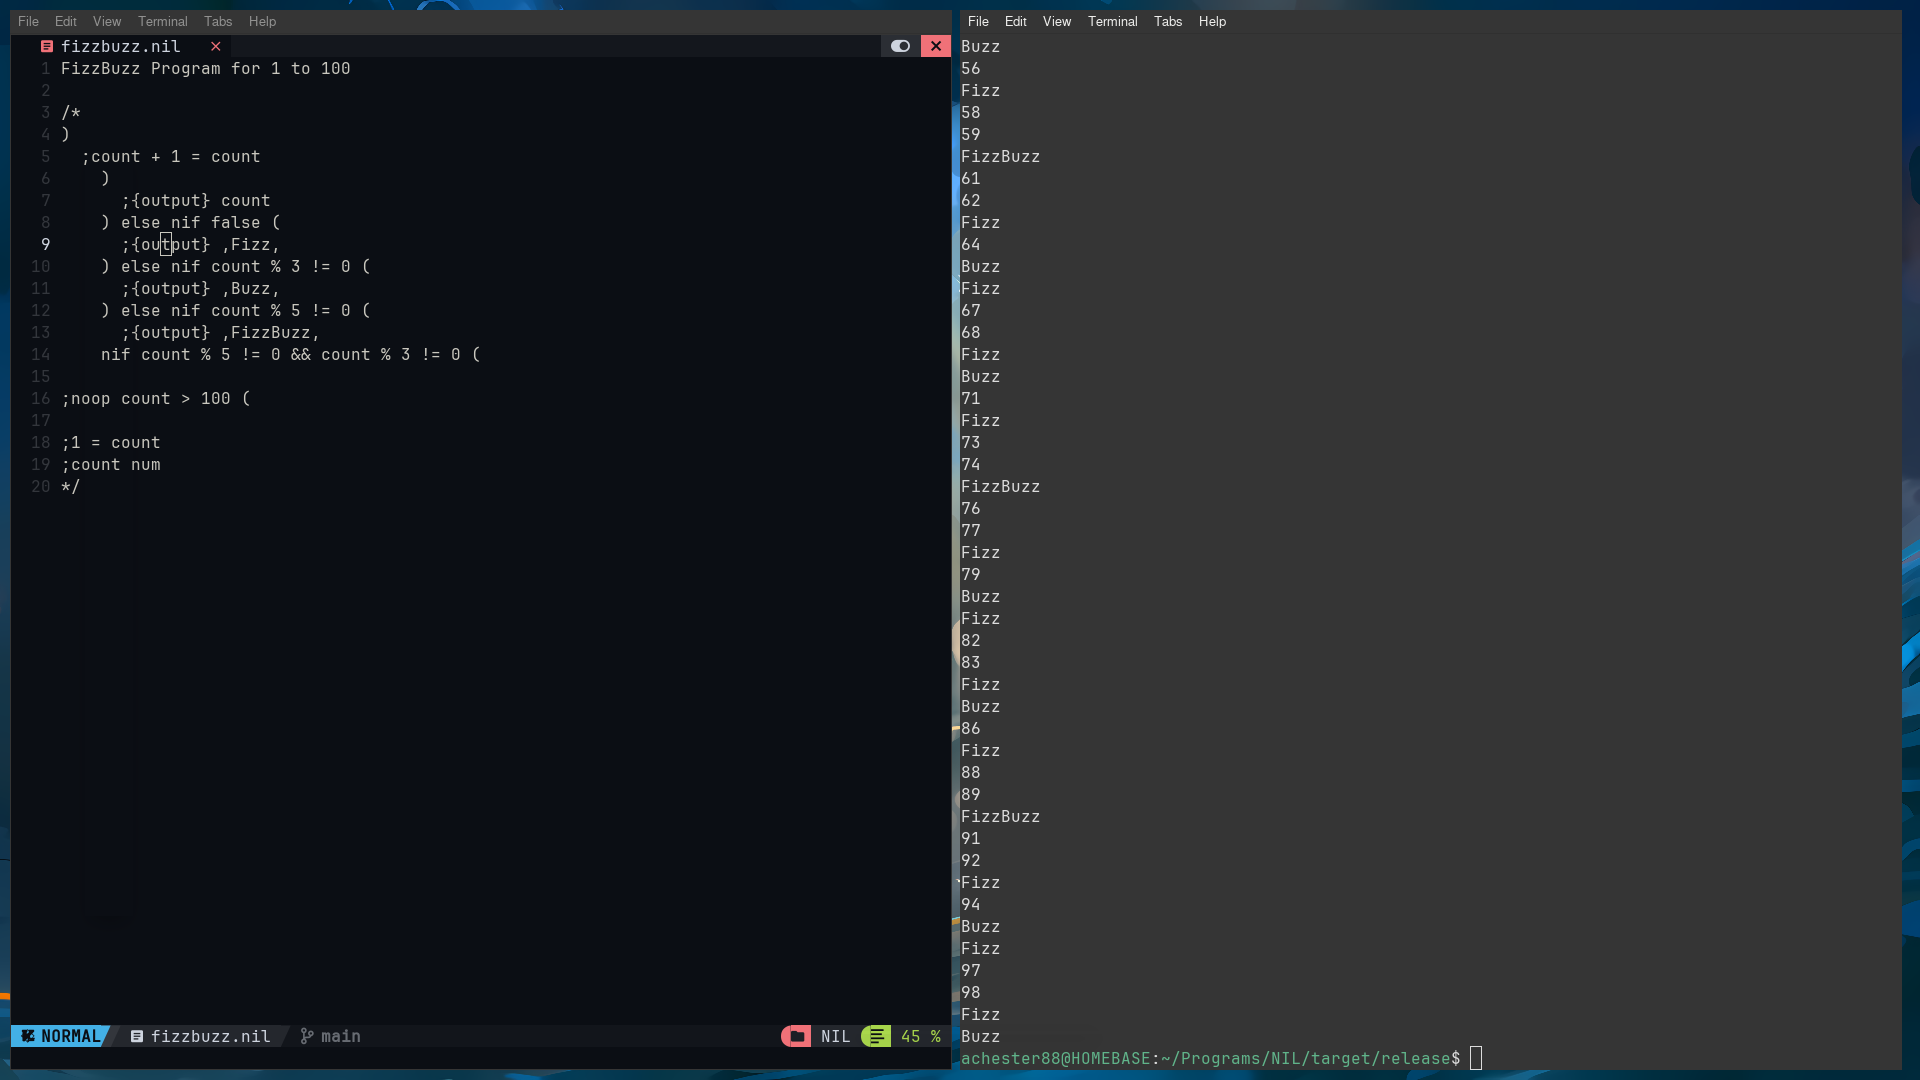 File Edit View Terminal Tabs Help
fizzbuzz.nil
1 FizzBuzz Program for 1 to 100
2
3 /*
4 )
5   ;count + 1 = count
6     )
7       ;{output} count
8     ) else nif false (
9       ;{output} ,Fizz,
10     ) else nif count % 3 != 0 (
11       ;{output} ,Buzz,
12     ) else nif count % 5 != 0 (
13       ;{output} ,FizzBuzz,
14     nif count % 5 != 0 && count % 3 != 0 (
15
16 ;noop count > 100 (
17
18 ;1 = count
19 ;count num
20 */
NORMAL fizzbuzz.nil main NIL 45 %
File Edit View Terminal Tabs Help
Buzz
56
Fizz
58
59
FizzBuzz
61
62
Fizz
64
Buzz
Fizz
67
68
Fizz
Buzz
71
Fizz
73
74
FizzBuzz
76
77
Fizz
79
Buzz
Fizz
82
83
Fizz
Buzz
86
Fizz
88
89
FizzBuzz
91
92
Fizz
94
Buzz
Fizz
97
98
Fizz
Buzz
achester88@HOMEBASE:~/Programs/NIL/target/release$